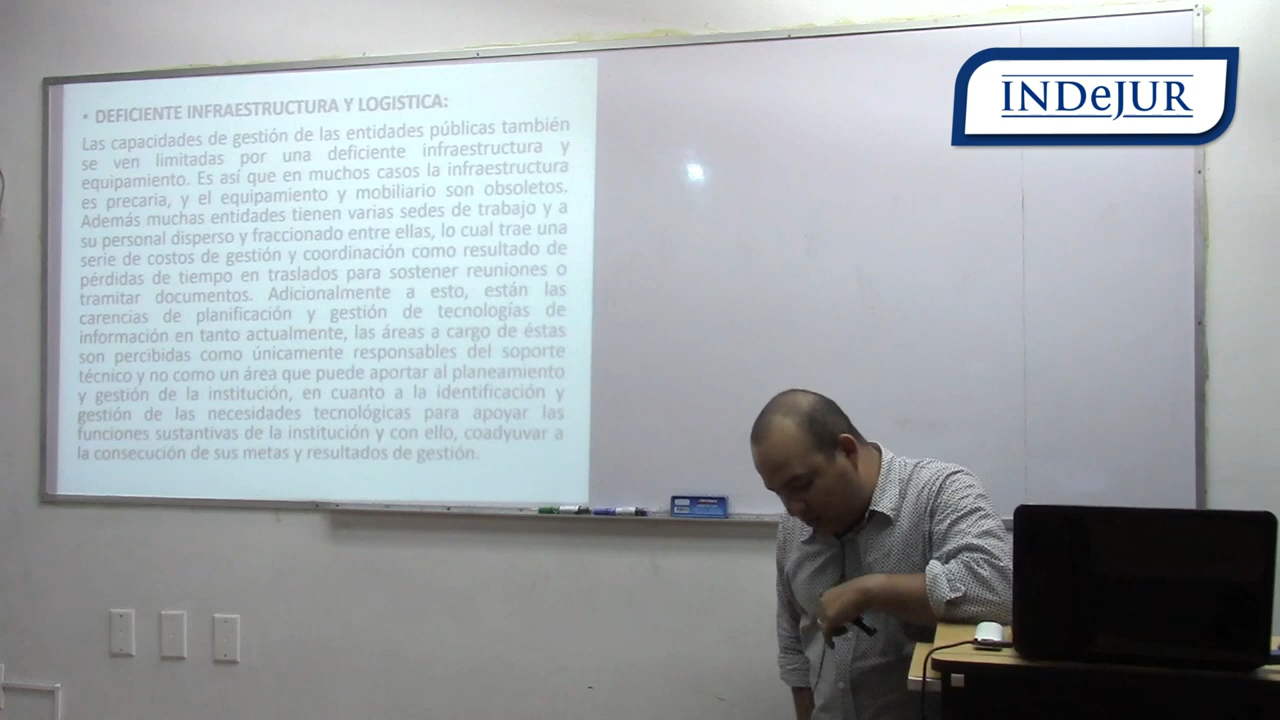 • DEFICIENTE INFRAESTRUCTURA Y LOGISTICA:
Las capacidades de gestión de las entidades públicas también
se ven limitadas por una deficiente infraestructura y
equipamiento. Es así que en muchos casos la infraestructura
es precaria, y el equipamiento y mobiliario son obsoletos.
Además muchas entidades tienen varias sedes de trabajo y a
su personal disperso y fraccionado entre ellas, lo cual trae una
serie de costos de gestión y coordinación como resultado de
pérdidas de tiempo en traslados para sostener reuniones o
tramitar documentos. Adicionalmente a esto, están las
carencias de planificación y gestión de tecnologías de
información en tanto actualmente, las áreas a cargo de éstas
son percibidas como únicamente responsables del soporte
técnico y no como un área que puede aportar al planeamiento
y gestión de la institución, en cuanto a la identificación y
gestión de las necesidades tecnológicas para apoyar las
funciones sustantivas de la institución y con ello, coadyuvar a
la consecución de sus metas y resultados de gestión.
INDeJUR